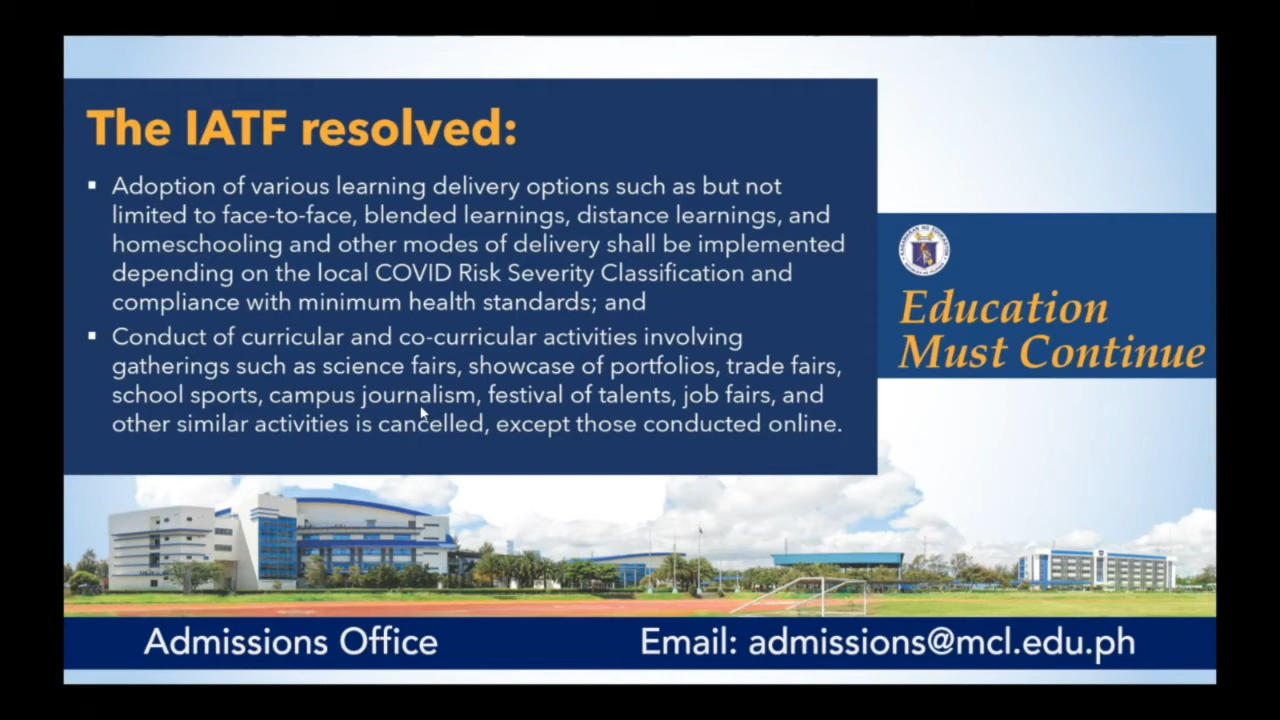 The IATF resolved:
▪ Adoption of various learning delivery options such as but not
limited to face-to-face, blended learnings, distance learnings, and
homeschooling and other modes of delivery shall be implemented
depending on the local COVID Risk Severity Classification and
compliance with minimum health standards; and
▪ Conduct of curricular and co-curricular activities involving
gatherings such as science fairs, showcase of portfolios, trade fairs,
school sports, campus journalism, festival of talents, job fairs, and
other similar activities is cancelled, except those conducted online.
Education
Must Continue
Admissions Office
Email: admissions@mcl.edu.ph